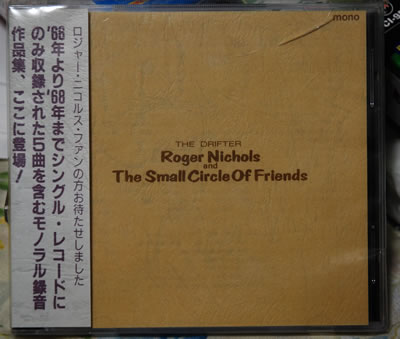 mono
THE DRIFTER
Roger Nichols
and
The Small Circle Of Friends
ロジャー・ニコルス・ファンの方お待たせしました
'66年より'68年までシングル・レコードに
のみ収録された5曲を含むモノラル録音
作品集、ここに登場!